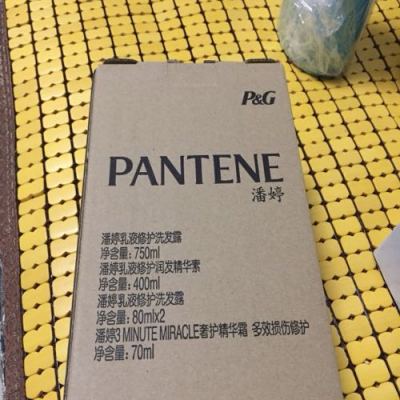 P&G
PANTENE
潘婷
潘婷乳液修护洗发露
净含量:750ml
潘婷乳液修护润发精华素
净含量:400ml
潘婷乳液修护洗发露
净含量:80mlx2
潘婷3 MINUTE MIRACLE奢护精华霜 多效损伤修护
净含量:70ml